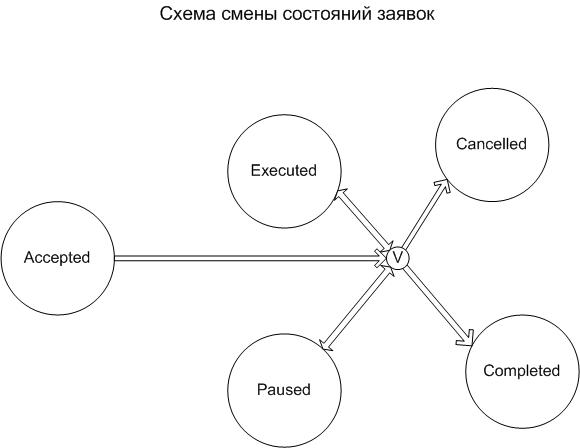 Схема смены состояний заявок
Cancelled
Executed
Accepted
V
Paused
Completed